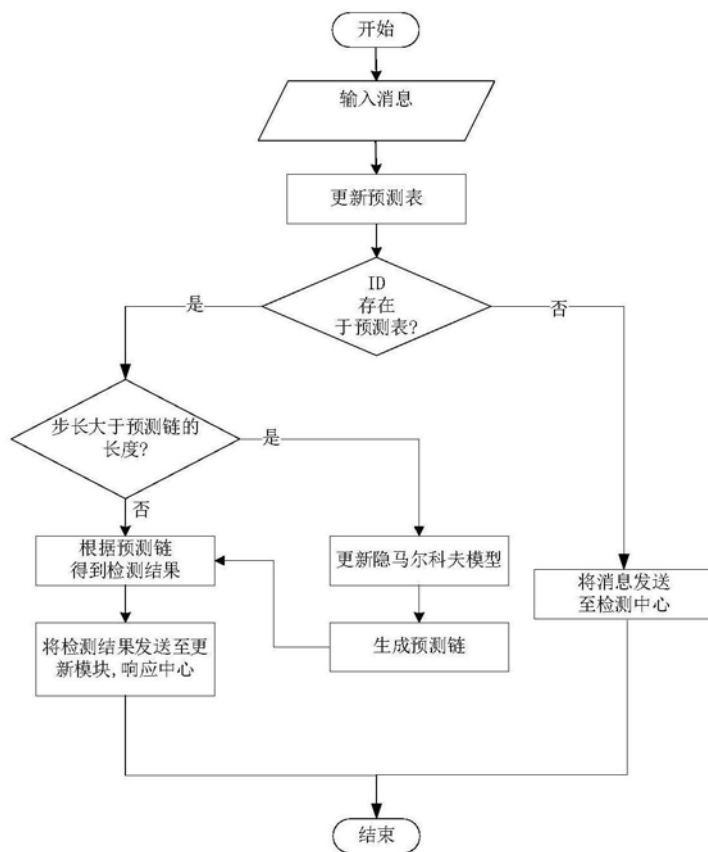 开始
输入消息
更新预测表
ID
存在
于预测表?
是
否
步长大于预测链的
长度?
是
否
根据预测链
得到检测结果
更新隐马尔科夫模型
将消息发送
至检测中心
将检测结果发送至更
新模块,响应中心
生成预测链
结束